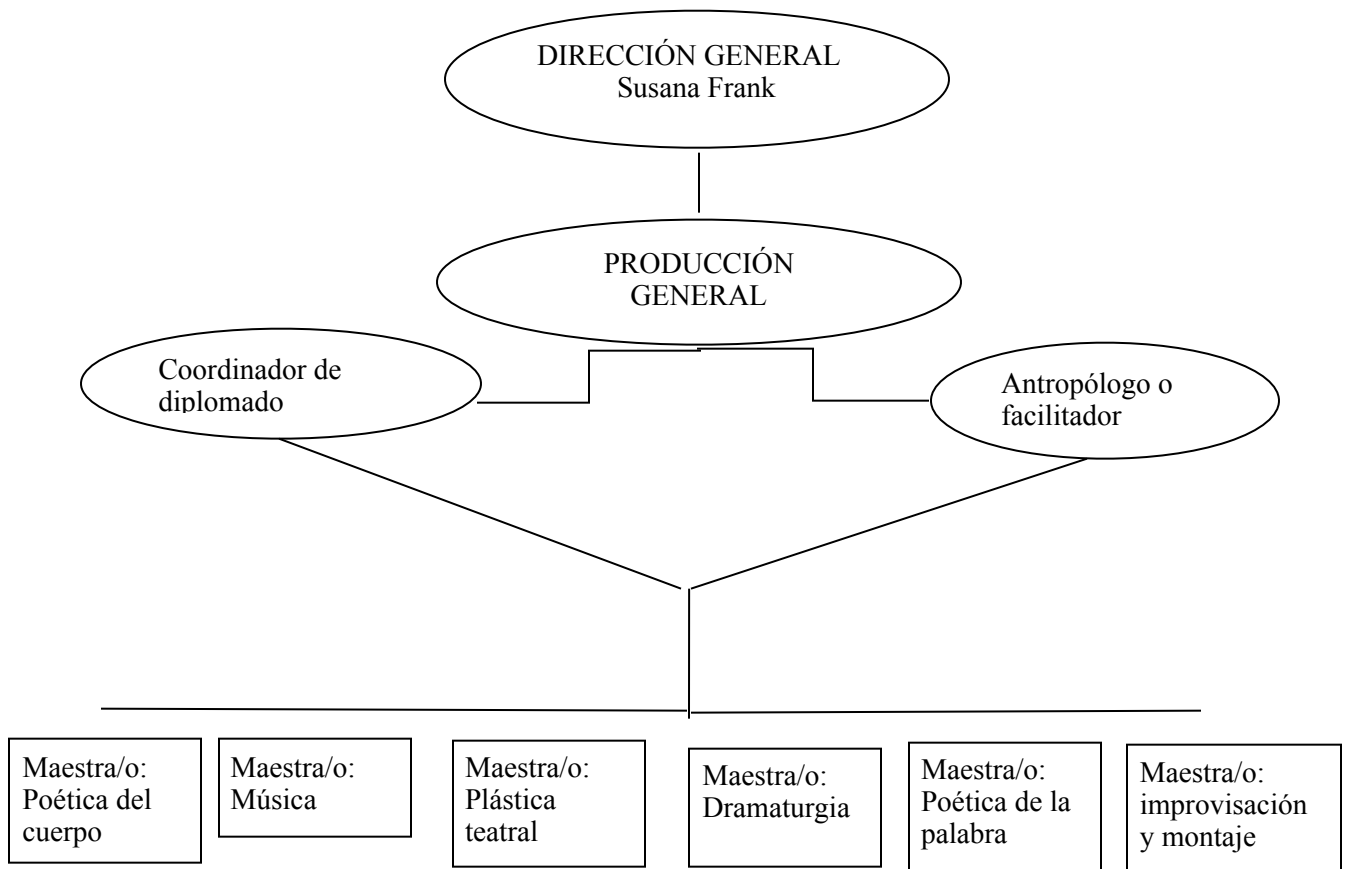 DIRECCIÓN GENERAL
Susana Frank
PRODUCCIÓN
GENERAL
Coordinador de
diplomado
Antropólogo o
facilitador
Maestra/o:
Poética del
cuerpo
Maestra/o:
Música
Maestra/o:
Plástica
teatral
Maestra/o:
Dramaturgia
Maestra/o:
Poética de la
palabra
Maestra/o:
improvisación
y montaje